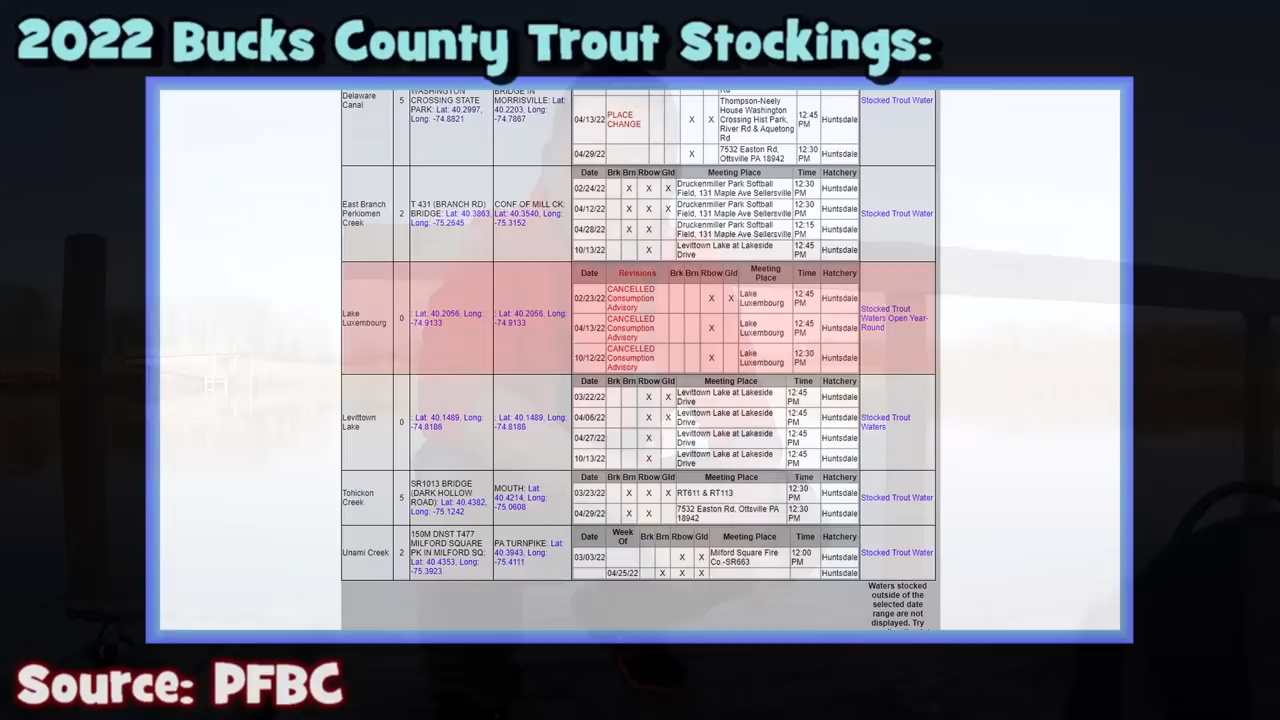 2022 Bucks County Trout Stockings:
Delaware Canal 5 WASHINGTON CROSSING STATE PARK: Lat: 40.2997, Long: -74.8821 BRIDGE IN MORRISVILLE: Lat: 40.2203, Long: -74.7867 Stocked Trout Water
Rd
04/13/22 PLACE CHANGE X X Thompson-Neely House Washington Crossing Hist Park, River Rd & Aquetong Rd 12:45 PM Huntsdale
04/29/22 X 7532 Easton Rd, Ottsville PA 18942 12:30 PM Huntsdale
East Branch Perkiomen Creek 2 T 431 (BRANCH RD) BRIDGE: Lat: 40.3863, Long: -75.2645 CONF OF MILL CK: Lat: 40.3540, Long: -75.3152 Stocked Trout Water
Date Brk Brn Rbow Gld Meeting Place Time Hatchery
02/24/22 X X X Druckenmiller Park Softball Field, 131 Maple Ave Sellersville 12:30 PM Huntsdale
04/12/22 X X X Druckenmiller Park Softball Field, 131 Maple Ave Sellersville 12:30 PM Huntsdale
04/28/22 X X Druckenmiller Park Softball Field, 131 Maple Ave Sellersville 12:15 PM Huntsdale
10/13/22 X Levittown Lake at Lakeside Drive 12:45 PM Huntsdale
Lake Luxembourg 0 : Lat: 40.2056, Long: -74.9133 : Lat: 40.2056, Long: -74.9133 Stocked Trout Waters Open Year-Round
Date Revisions Brk Brn Rbow Gld Meeting Place Time Hatchery
02/23/22 CANCELLED Consumption Advisory X X Lake Luxembourg 12:45 PM Huntsdale
04/13/22 CANCELLED Consumption Advisory X Lake Luxembourg 12:45 PM Huntsdale
10/12/22 CANCELLED Consumption Advisory X Lake Luxembourg 12:30 PM Huntsdale
Levittown Lake 0 : Lat: 40.1489, Long: -74.8186 : Lat: 40.1489, Long: -74.8186 Stocked Trout Waters
Date Brk Brn Rbow Gld Meeting Place Time Hatchery
03/22/22 X X Levittown Lake at Lakeside Drive 12:45 PM Huntsdale
04/06/22 X X Levittown Lake at Lakeside Drive 12:45 PM Huntsdale
04/27/22 X Levittown Lake at Lakeside Drive 12:45 PM Huntsdale
10/13/22 X Levittown Lake at Lakeside Drive 12:45 PM Huntsdale
Tohickon Creek 5 SR1013 BRIDGE (DARK HOLLOW ROAD): Lat: 40.4382, Long: -75.1242 MOUTH: Lat: 40.4214, Long: -75.0608 Stocked Trout Water
Date Brk Brn Rbow Gld Meeting Place Time Hatchery
03/23/22 X X X RT611 & RT113 12:30 PM Huntsdale
04/29/22 X X 7532 Easton Rd. Ottsville PA 18942 12:30 PM Huntsdale
Unami Creek 2 150M DNST T477 MILFORD SQUARE PK IN MILFORD SQ: Lat: 40.4353, Long: -75.3923 PA TURNPIKE: Lat: 40.3943, Long: -75.4111 Stocked Trout Water
Date Week Of Brk Brn Rbow Gld Meeting Place Time Hatchery
03/03/22 X X Milford Square Fire Co.-SR663 12:00 PM Huntsdale
04/25/22 X X X Huntsdale
Waters stocked
outside of the
selected date
range are not
displayed. Try
Source: PFBC